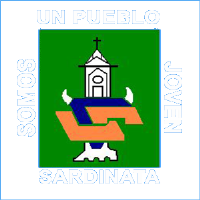 UN PUEBLO
SOMOS
JOVEN
SARDINATA